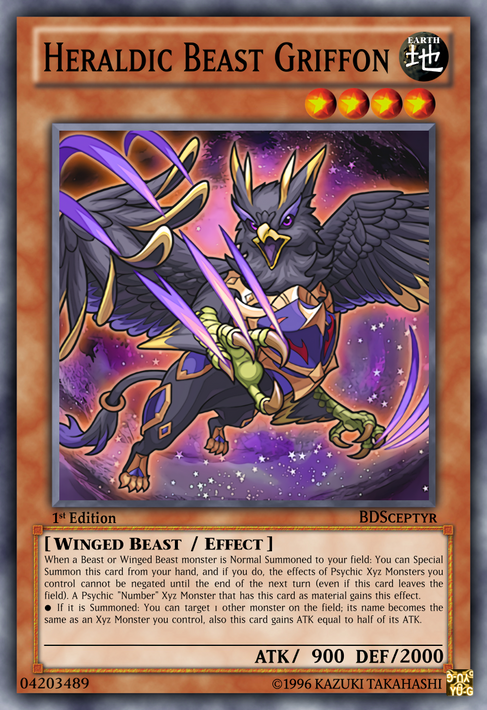 Heraldic Beast Griffon
EARTH
地
1st Edition
BDSceptyr
[ Winged Beast / Effect ]
When a Beast or Winged Beast monster is Normal Summoned to your field: You can Special
Summon this card from your hand, and if you do, the effects of Psychic Xyz Monsters you
control cannot be negated until the end of the next turn (even if this card leaves the
field). A Psychic "Number" Xyz Monster that has this card as material gains this effect.
● If it is Summoned: You can target 1 other monster on the field; its name becomes the
same as an Xyz Monster you control, also this card gains ATK equal to half of its ATK.
ATK/ 900 DEF/2000
04203489
©1996 KAZUKI TAKAHASHI